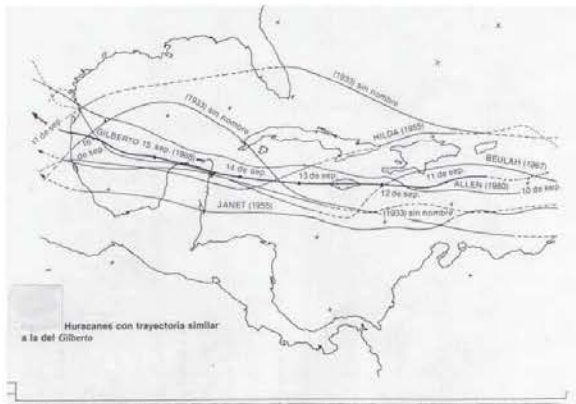 (1933) sin nombre
(1933) sin nombre
HILDA (1955)
17 de sep.
16
de sep.
GILBERTO 15. sep. (1988)
14 de sep.
13 de sep.
12 de sep.
11 de sep.
10 de sep.
BEULAH (1967)
ALLEN (1980)
(1933) sin nombre
JANET (1955)
Huracanes con trayectoria similar
a la del Gilberto